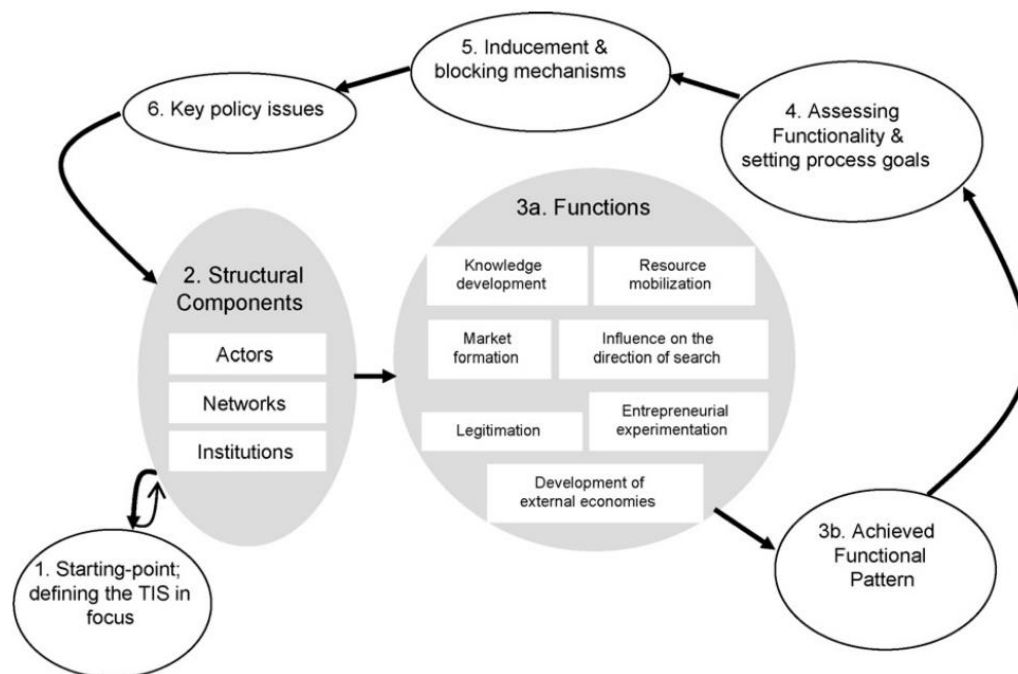 5. Inducement &
blocking mechanisms
6. Key policy issues
4. Assessing
Functionality &
setting process goals
3a. Functions
Knowledge
development
Resource
mobilization
2. Structural
Components
Market
formation
Influence on the
direction of search
Actors
Networks
Institutions
Legitimation
Entrepreneurial
experimentation
Development of
external economies
1. Starting-point;
defining the TIS in
focus
3b. Achieved
Functional
Pattern